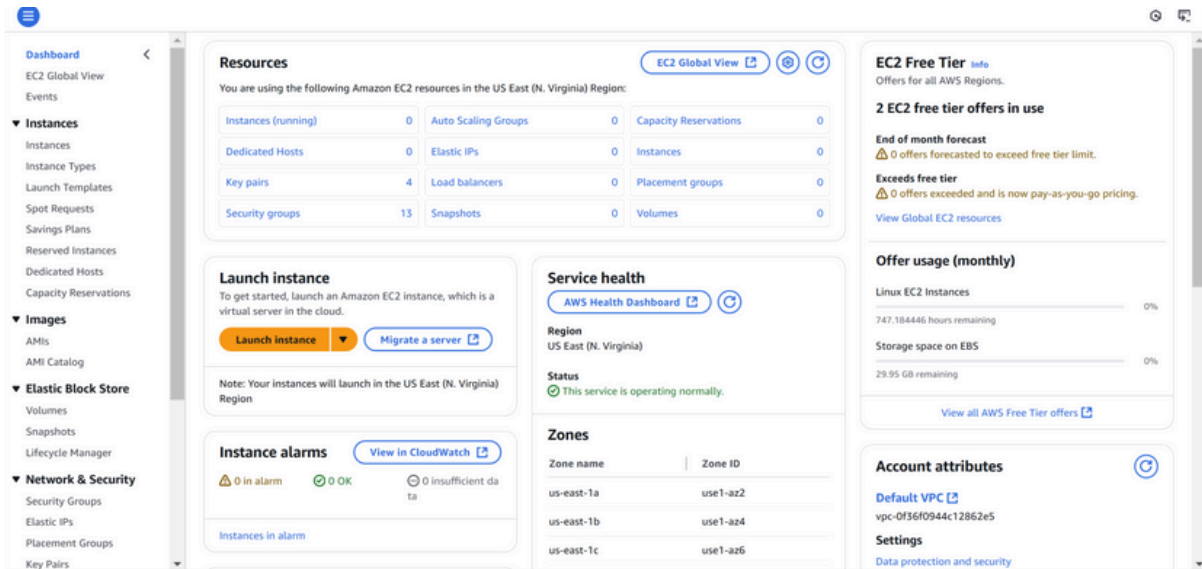 Dashboard
EC2 Global View
Events
Instances
Instances
Instance Types
Launch Templates
Spot Requests
Savings Plans
Reserved Instances
Dedicated Hosts
Capacity Reservations
Images
AMIs
AMI Catalog
Elastic Block Store
Volumes
Snapshots
Lifecycle Manager
Network & Security
Security Groups
Elastic IPs
Placement Groups
Key Pairs
Resources
EC2 Global View
You are using the following Amazon EC2 resources in the US East (N. Virginia) Region:
Instances (running) 0 Auto Scaling Groups 0 Capacity Reservations 0
Dedicated Hosts 0 Elastic IPs 0 Instances 0
Key pairs 4 Load balancers 0 Placement groups 0
Security groups 13 Snapshots 0 Volumes 0
Launch instance
To get started, launch an Amazon EC2 instance, which is a
virtual server in the cloud.
Launch instance Migrate a server
Note: Your instances will launch in the US East (N. Virginia)
Region
Instance alarms View in CloudWatch
0 in alarm 0 OK 0 insufficient da
ta
Instances in alarm
Service health
AWS Health Dashboard
Region
US East (N. Virginia)
Status
This service is operating normally.
Zones
Zone name Zone ID
us-east-1a use1-az2
us-east-1b use1-az4
us-east-1c use1-az6
EC2 Free Tier Info
Offers for all AWS Regions.
2 EC2 free tier offers in use
End of month forecast
0 offers forecasted to exceed free tier limit.
Exceeds free tier
0 offers exceeded and is now pay-as-you-go pricing.
View Global EC2 resources
Offer usage (monthly)
Linux EC2 Instances
0%
747.184446 hours remaining
Storage space on EBS
0%
29.95 GB remaining
View all AWS Free Tier offers
Account attributes
Default VPC
vpc-0f36f0944c12862e5
Settings
Data protection and security